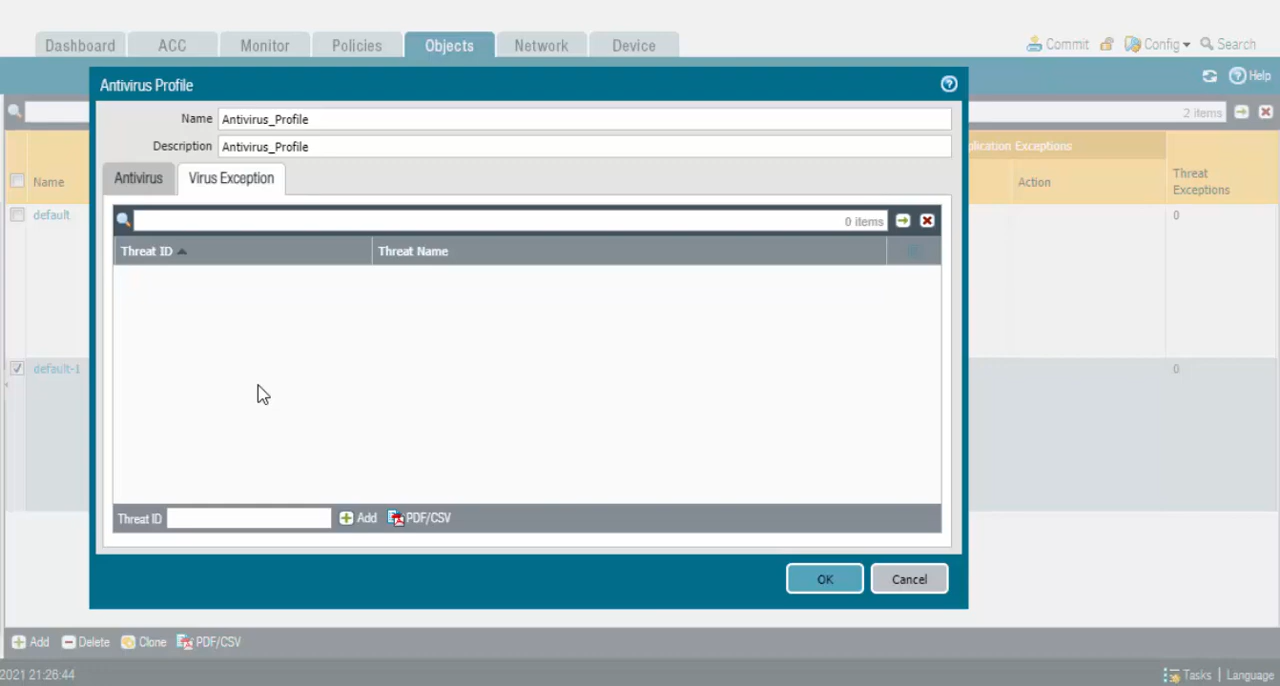 Dashboard ACC Monitor Policies Objects Network Device Commit Config Search
Help
Antivirus Profile
Name Antivirus_Profile
Description Antivirus_Profile
2 items
Antivirus Virus Exception
0 items
Threat ID Threat Name
Threat ID Add PDF/CSV
OK Cancel
Name plication Exceptions
Action Threat
Exceptions
default 0
default-1 0
Add Delete Clone PDF/CSV
2021 21:26:44 Tasks | Language